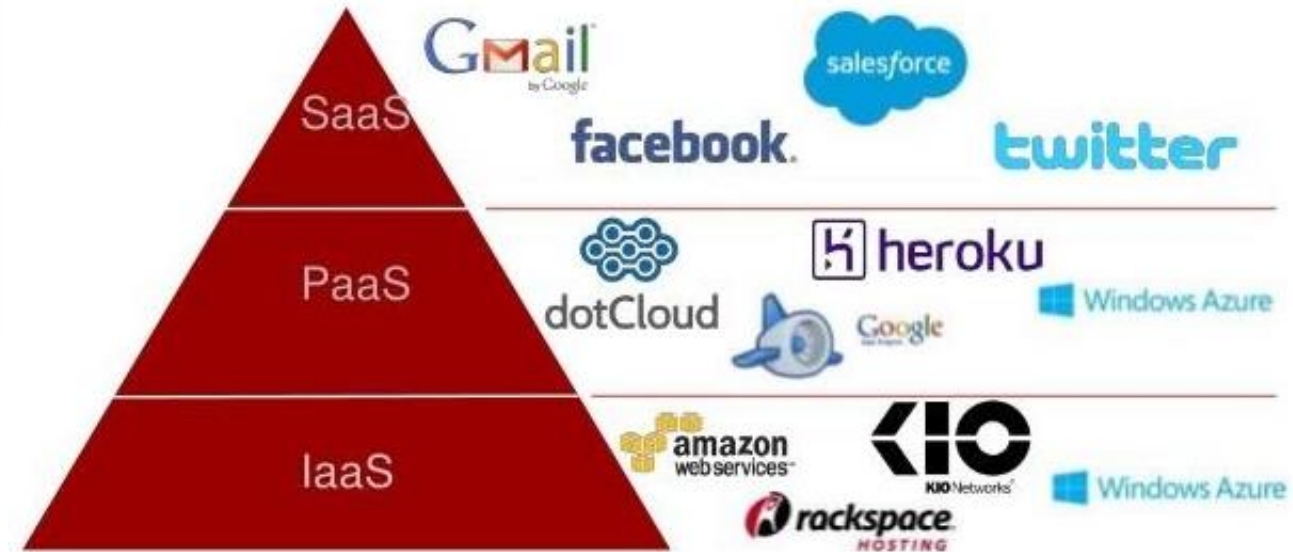 SaaS
Gmail
by Google
salesforce
facebook.
twitter
PaaS
dotCloud
heroku
Google
Windows Azure
IaaS
amazon
web services™
KIO
KIO Networks®
Windows Azure
rackspace.
HOSTING